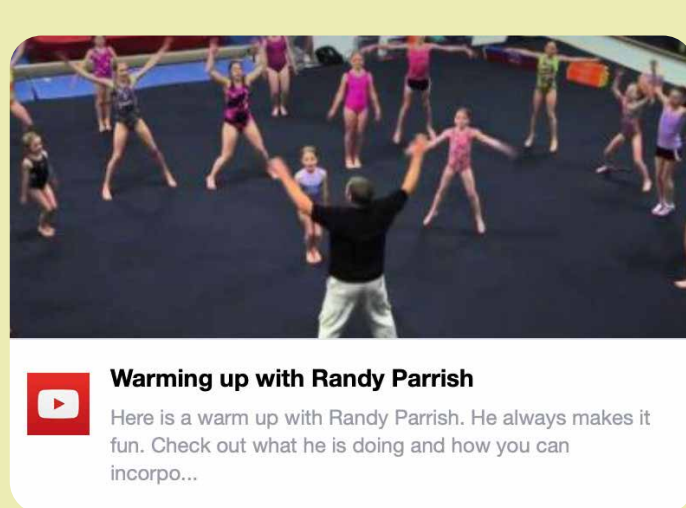 Warming up with Randy Parrish
Here is a warm up with Randy Parrish. He always makes it
fun. Check out what he is doing and how you can
incorpo...